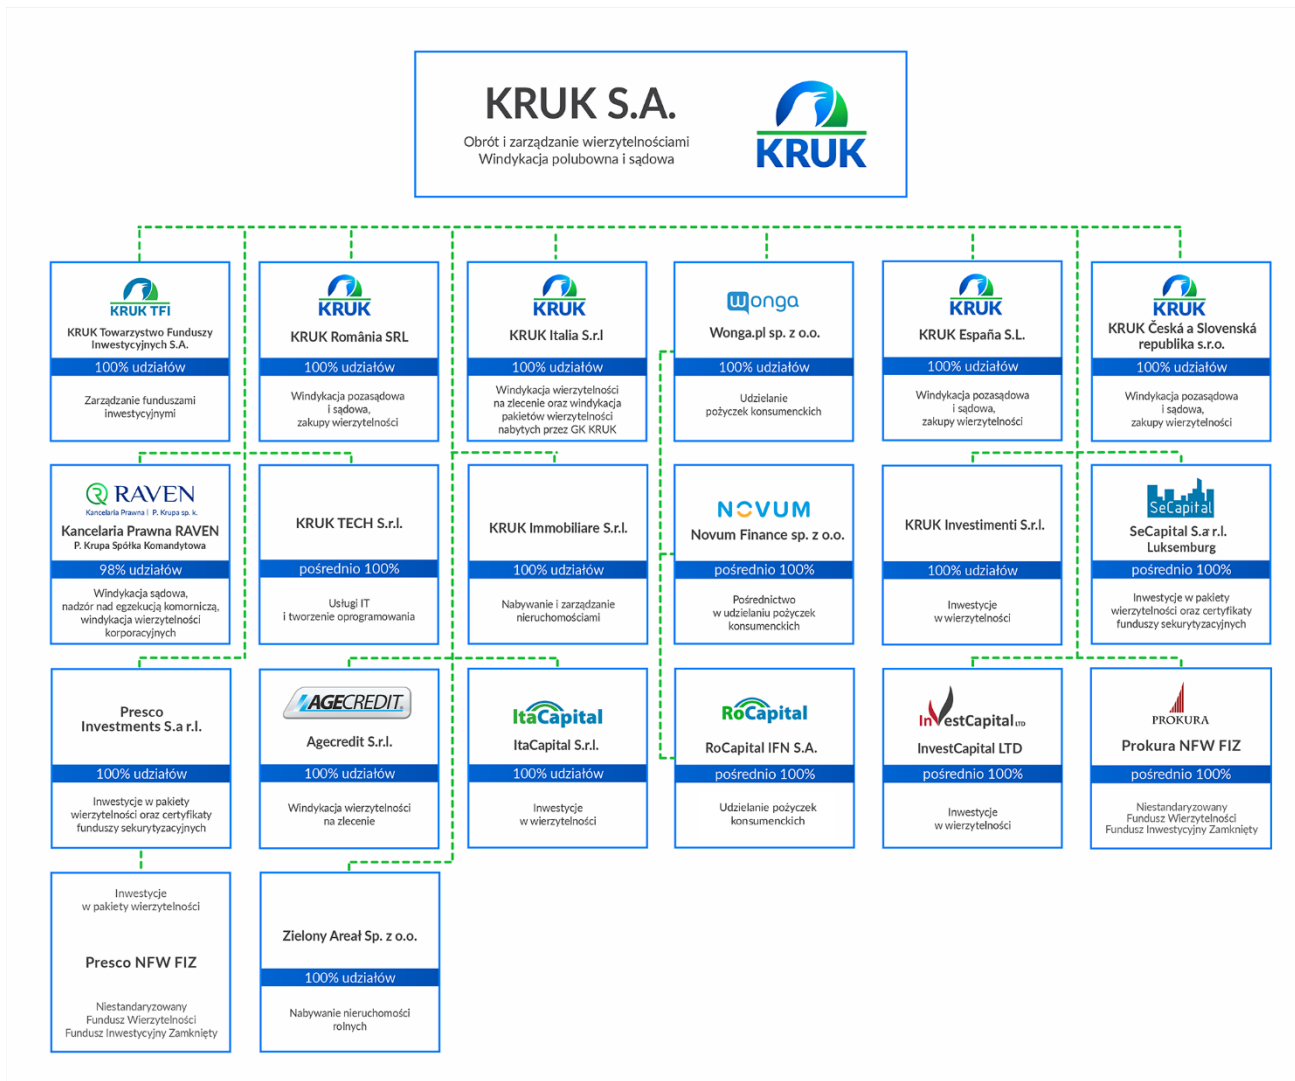 KRUK S.A.
Obrót i zarządzanie wierzytelnościami
Windykacja polubowna i sądowa
KRUK
KRUK TFI
KRUK Towarzystwo Funduszy
Inwestycyjnych S.A.
100% udziałów
Zarządzanie funduszami
inwestycyjnymi
KRUK
KRUK România SRL
100% udziałów
Windykacja pozasądowa
i sądowa,
zakupy wierzytelności
KRUK
KRUK Italia S.r.l
100% udziałów
Windykacja wierzytelności
na zlecenie oraz windykacja
pakietów wierzytelności
nabytych przez GK KRUK
wonga
Wonga.pl sp. z o.o.
100% udziałów
Udzielanie
pożyczek konsumenckich
KRUK
KRUK España S.L.
100% udziałów
Windykacja pozasądowa
i sądowa,
zakupy wierzytelności
KRUK
KRUK Česká a Slovenská
republika s.r.o.
100% udziałów
Windykacja pozasądowa
i sądowa,
zakupy wierzytelności
RAVEN
Kancelaria Prawna | P. Krupa sp. k.
Kancelaria Prawna RAVEN
P. Krupa Spółka Komandytowa
98% udziałów
Windykacja sądowa,
nadzór nad egzekucją komorniczą,
windykacja wierzytelności
korporacyjnych
KRUK TECH S.r.l.
pośrednio 100%
Usługi IT
i tworzenie oprogramowania
KRUK Immobiliare S.r.l.
100% udziałów
Nabywanie i zarządzanie
nieruchomościami
NOVUM
Novum Finance sp. z o.o.
pośrednio 100%
Pośrednictwo
w udzielaniu pożyczek
konsumenckich
KRUK Investimenti S.r.l.
100% udziałów
Inwestycje
w wierzytelności
SeCapital
SeCapital S.a r.l.
Luksemburg
pośrednio 100%
Inwestycje w pakiety
wierzytelności oraz certyfikaty
funduszy sekurytyzacyjnych
Presco
Investments S.a r.l.
100% udziałów
Inwestycje w pakiety
wierzytelności oraz certyfikaty
funduszy sekurytyzacyjnych
AGECREDIT
Agecredit S.r.l.
100% udziałów
Windykacja wierzytelności
na zlecenie
ItaCapital
ItaCapital S.r.l.
100% udziałów
Inwestycje
w wierzytelności
RoCapital
RoCapital IFN S.A.
pośrednio 100%
Udzielanie pożyczek
konsumenckich
InvestCapital LTD
InvestCapital LTD
pośrednio 100%
Inwestycje
w wierzytelności
PROKURA
Prokura NFW FIZ
pośrednio 100%
Niestandaryzowany
Fundusz Wierzytelności
Fundusz Inwestycyjny Zamknięty
Inwestycje
w pakiety wierzytelności
Presco NFW FIZ
Niestandaryzowany
Fundusz Wierzytelności
Fundusz Inwestycyjny Zamknięty
Zielony Areał Sp. z o.o.
100% udziałów
Nabywanie nieruchomości
rolnych